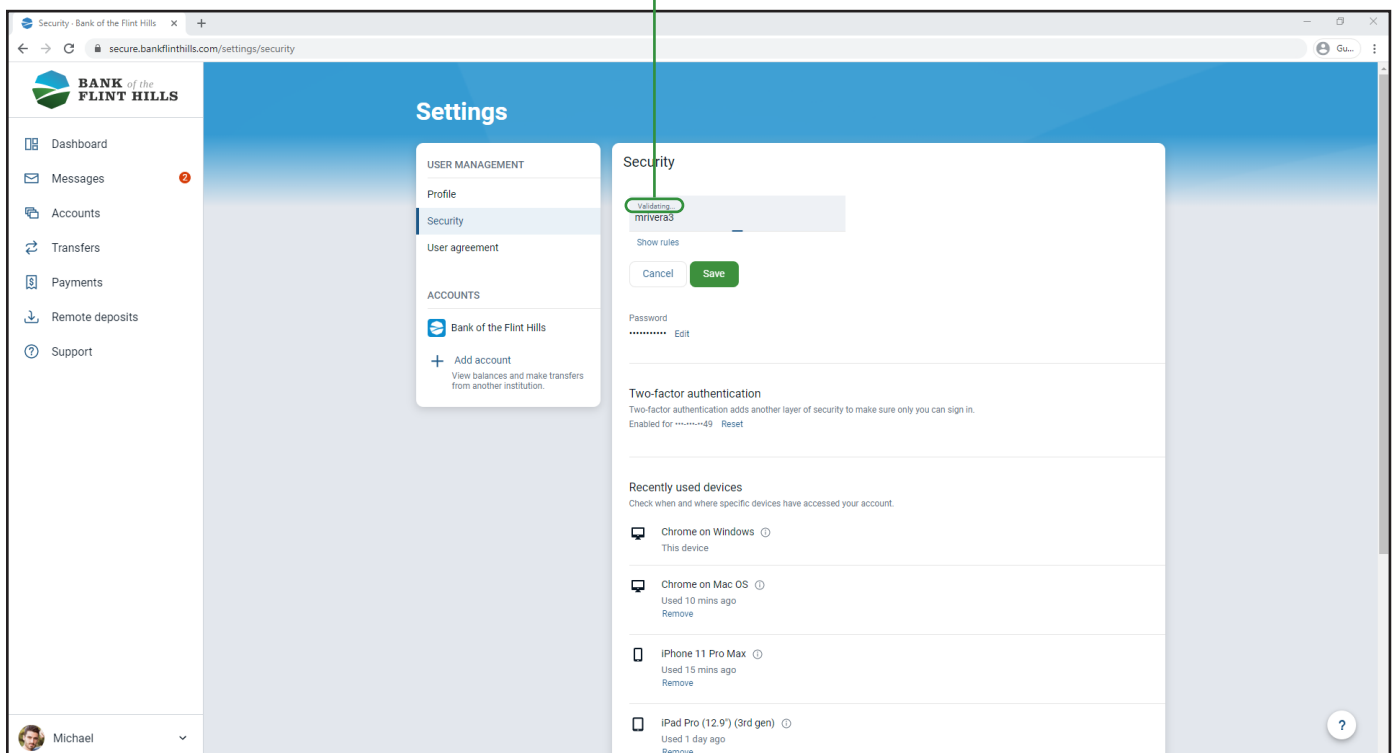 Security - Bank of the Flint Hills
secure.bankflinthills.com/settings/security
Gu...
BANK of the
FLINT HILLS
Dashboard
Messages
2
Accounts
Transfers
Payments
Remote deposits
Support
Michael
Settings
USER MANAGEMENT
Profile
Security
User agreement
ACCOUNTS
Bank of the Flint Hills
Add account
View balances and make transfers
from another institution.
Security
Validating...
mrivera3
Show rules
Cancel Save
Password
••••••••••• Edit
Two-factor authentication
Two-factor authentication adds another layer of security to make sure only you can sign in.
Enabled for •••-•••-••49 Reset
Recently used devices
Check when and where specific devices have accessed your account.
Chrome on Windows
This device
Chrome on Mac OS
Used 10 mins ago
Remove
iPhone 11 Pro Max
Used 15 mins ago
Remove
iPad Pro (12.9") (3rd gen)
Used 1 day ago
Remove
?